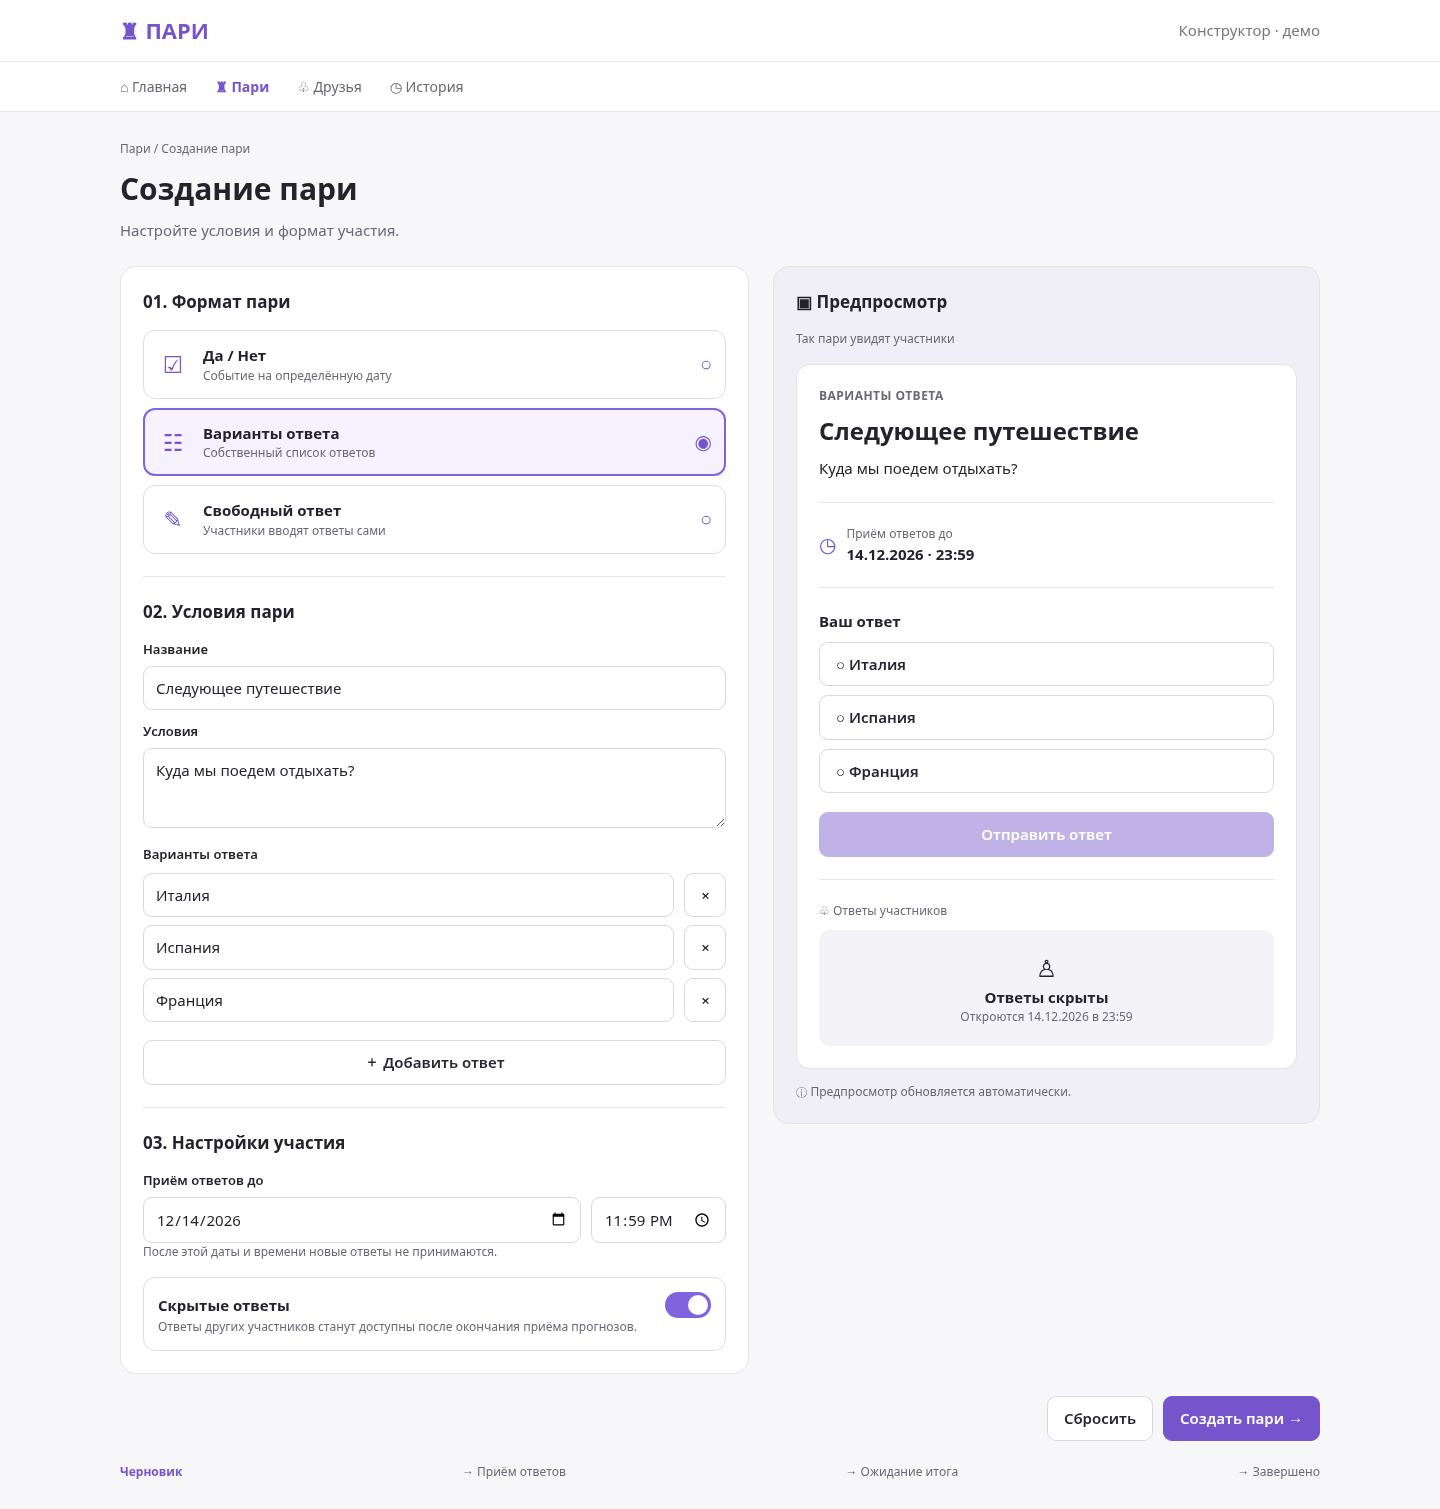 ♜ ПАРИ
Конструктор · демо
⌂ Главная
♜ Пари
♧ Друзья
◷ История
Пари / Создание пари
Создание пари
Настройте условия и формат участия.
01. Формат пари
☑ Да / Нет
Событие на определённую дату
○
☷ Варианты ответа
Собственный список ответов
◉
✎ Свободный ответ
Участники вводят ответы сами
○
02. Условия пари
Название
Следующее путешествие
Условия
Куда мы поедем отдыхать?
Варианты ответа
Италия ×
Испания ×
Франция ×
+ Добавить ответ
03. Настройки участия
Приём ответов до
12/14/2026
11:59 PM
После этой даты и времени новые ответы не принимаются.
Скрытые ответы
Ответы других участников станут доступны после окончания приёма прогнозов.
▣ Предпросмотр
Так пари увидят участники
ВАРИАНТЫ ОТВЕТА
Следующее путешествие
Куда мы поедем отдыхать?
◷ Приём ответов до
14.12.2026 · 23:59
Ваш ответ
○ Италия
○ Испания
○ Франция
Отправить ответ
♧ Ответы участников
♙
Ответы скрыты
Откроются 14.12.2026 в 23:59
ⓘ Предпросмотр обновляется автоматически.
Сбросить
Создать пари →
Черновик
→ Приём ответов
→ Ожидание итога
→ Завершено